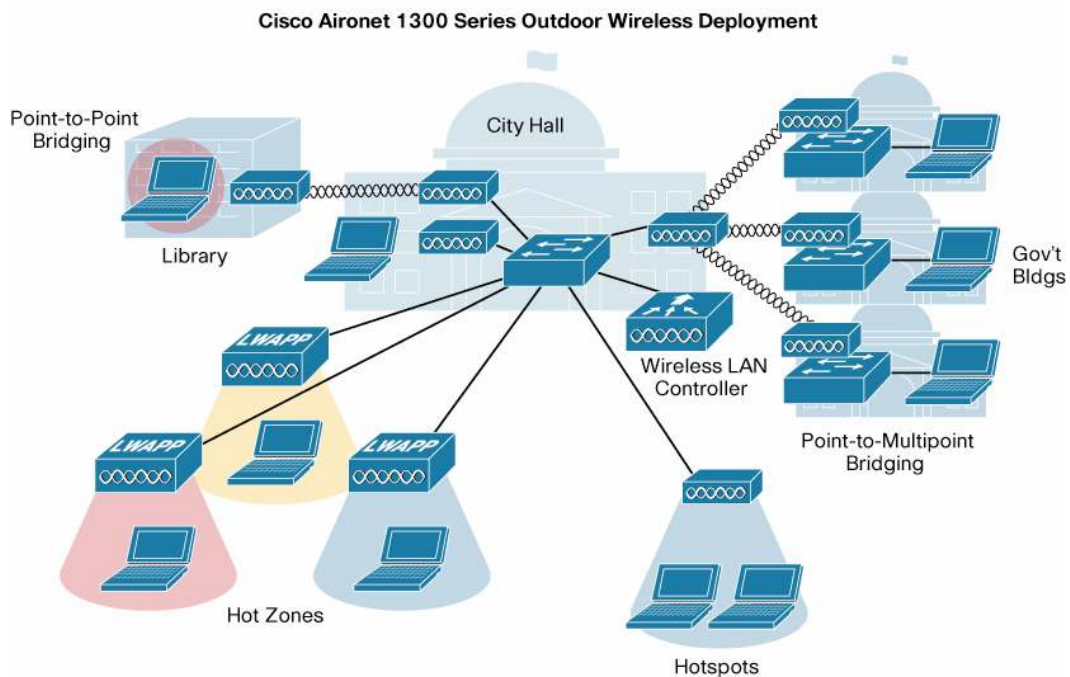 Cisco Aironet 1300 Series Outdoor Wireless Deployment
Point-to-Point
Bridging
City Hall
Library
Gov't
Bldgs
LWAPP
Wireless LAN
Controller
LWAPP
LWAPP
Point-to-Multipoint
Bridging
Hot Zones
Hotspots